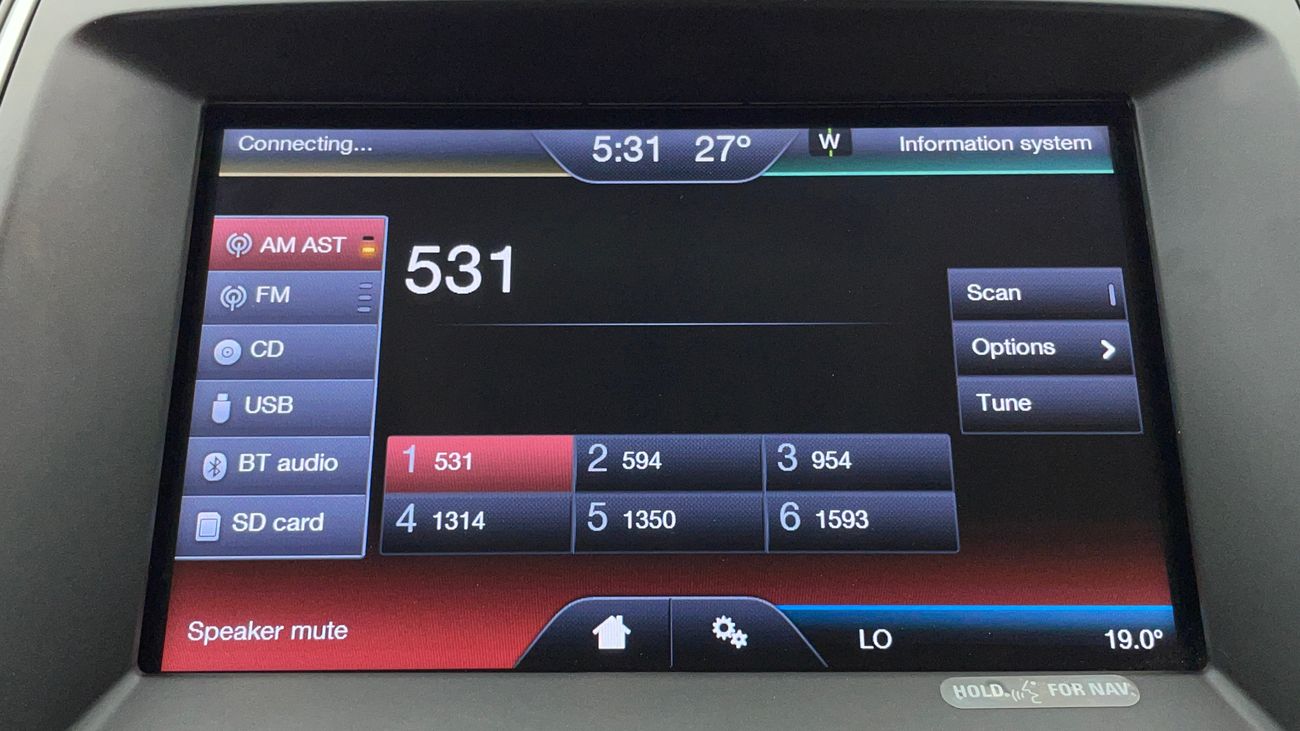 Connecting...
5:31 27°
W
Information system
AM AST
FM
CD
USB
BT audio
SD card
531
Scan
Options
Tune
1 531
2 594
3 954
4 1314
5 1350
6 1593
Speaker mute
LO
19.0°
HOLD FOR NAV.